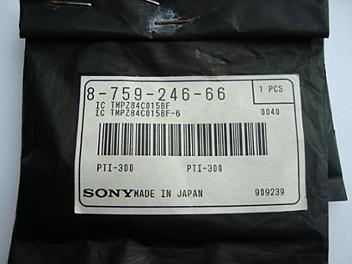 8-759-246-66
1 PCS
IC TMPZ84C015BF
IC TMPZ84C015BF-6 0040
PTI-300 PTI-300
SONY MADE IN JAPAN 909239